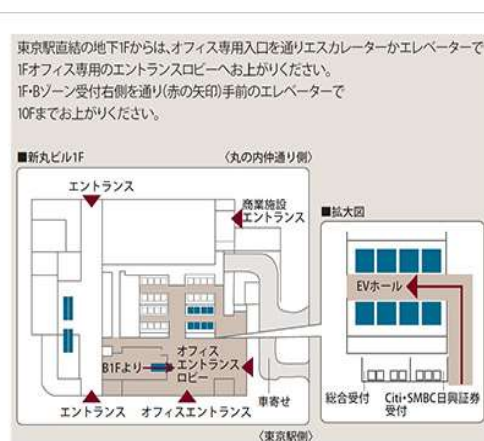 東京駅直結の地下1Fからは、オフィス専用入口を通りエスカレーターかエレベーターで
1Fオフィス専用のエントランスロビーへお上がりください。
1F・Bゾーン受付右側を通り(赤の矢印)手前のエレベーターで
10Fまでお上がりください。
■新丸ビル1F
〈丸の内仲通り側〉
エントランス
商業施設
エントランス
■拡大図
EVホール
B1Fより
オフィス
エントランス
ロビー
車寄せ
総合受付
Citi・SMBC日興証券
受付
エントランス
オフィスエントランス
〈東京駅側〉